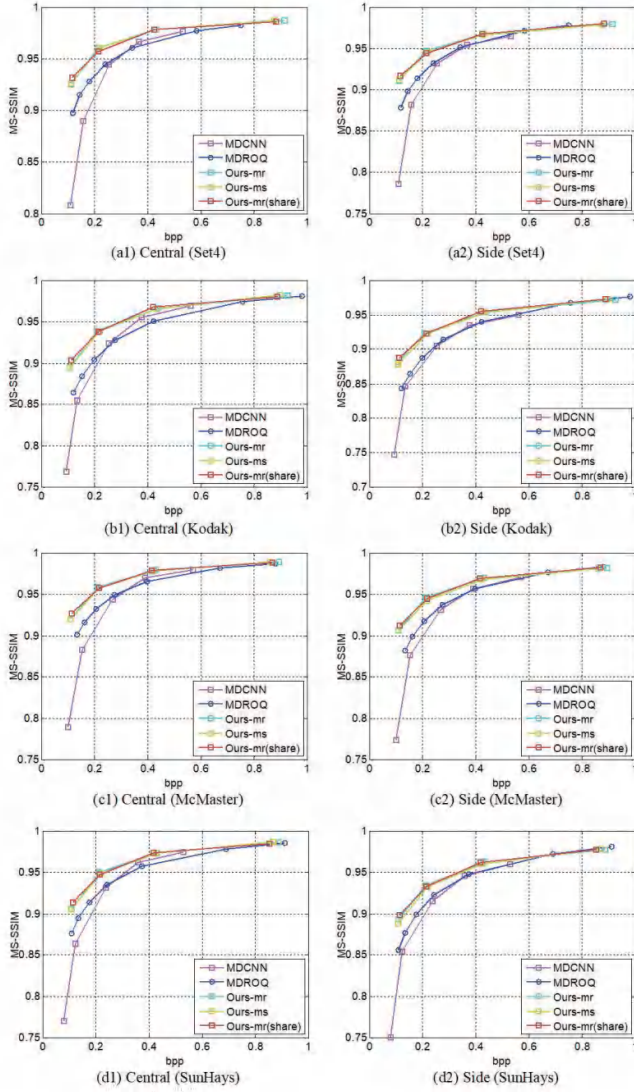 1
0.95
0.9
0.85
0.8
0 0.2 0.4 0.6 0.8 1
MS-SSIM
bpp
MDCNN
MDROQ
Ours-mr
Ours-ms
Ours-mr(share)
(a1) Central (Set4)
1
0.95
0.9
0.85
0.8
0.75
0 0.2 0.4 0.6 0.8 1
MS-SSIM
bpp
MDCNN
MDROQ
Ours-mr
Ours-ms
Ours-mr(share)
(a2) Side (Set4)
1
0.95
0.9
0.85
0.8
0.75
0 0.2 0.4 0.6 0.8 1
MS-SSIM
bpp
MDCNN
MDROQ
Ours-mr
Ours-ms
Ours-mr(share)
(b1) Central (Kodak)
1
0.95
0.9
0.85
0.8
0.75
0.7
0 0.2 0.4 0.6 0.8 1
MS-SSIM
bpp
MDCNN
MDROQ
Ours-mr
Ours-ms
Ours-mr(share)
(b2) Side (Kodak)
1
0.95
0.9
0.85
0.8
0.75
0 0.2 0.4 0.6 0.8 1
MS-SSIM
bpp
MDCNN
MDROQ
Ours-mr
Ours-ms
Ours-mr(share)
(c1) Central (McMaster)
1
0.95
0.9
0.85
0.8
0.75
0 0.2 0.4 0.6 0.8 1
MS-SSIM
bpp
MDCNN
MDROQ
Ours-mr
Ours-ms
Ours-mr(share)
(c2) Side (McMaster)
1
0.95
0.9
0.85
0.8
0.75
0 0.2 0.4 0.6 0.8 1
MS-SSIM
bpp
MDCNN
MDROQ
Ours-mr
Ours-ms
Ours-mr(share)
(d1) Central (SunHays)
1
0.95
0.9
0.85
0.8
0.75
0 0.2 0.4 0.6 0.8 1
MS-SSIM
bpp
MDCNN
MDROQ
Ours-mr
Ours-ms
Ours-mr(share)
(d2) Side (SunHays)